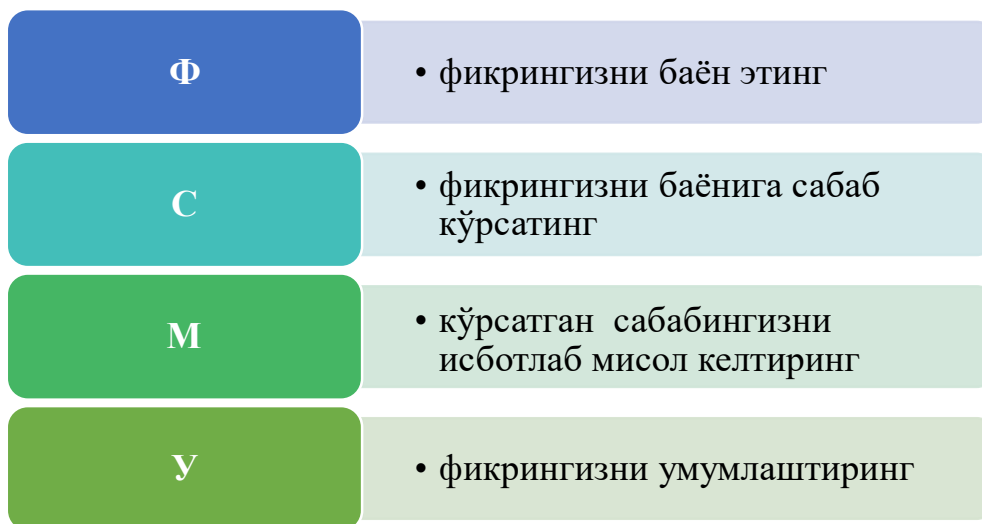 Ф
• фикрингизни баён этинг
С
• фикрингизни баёнига сабаб
кўрсатинг
М
• кўрсатган  сабабингизни
исботлаб мисол келтиринг
У
• фикрингизни умумлаштиринг